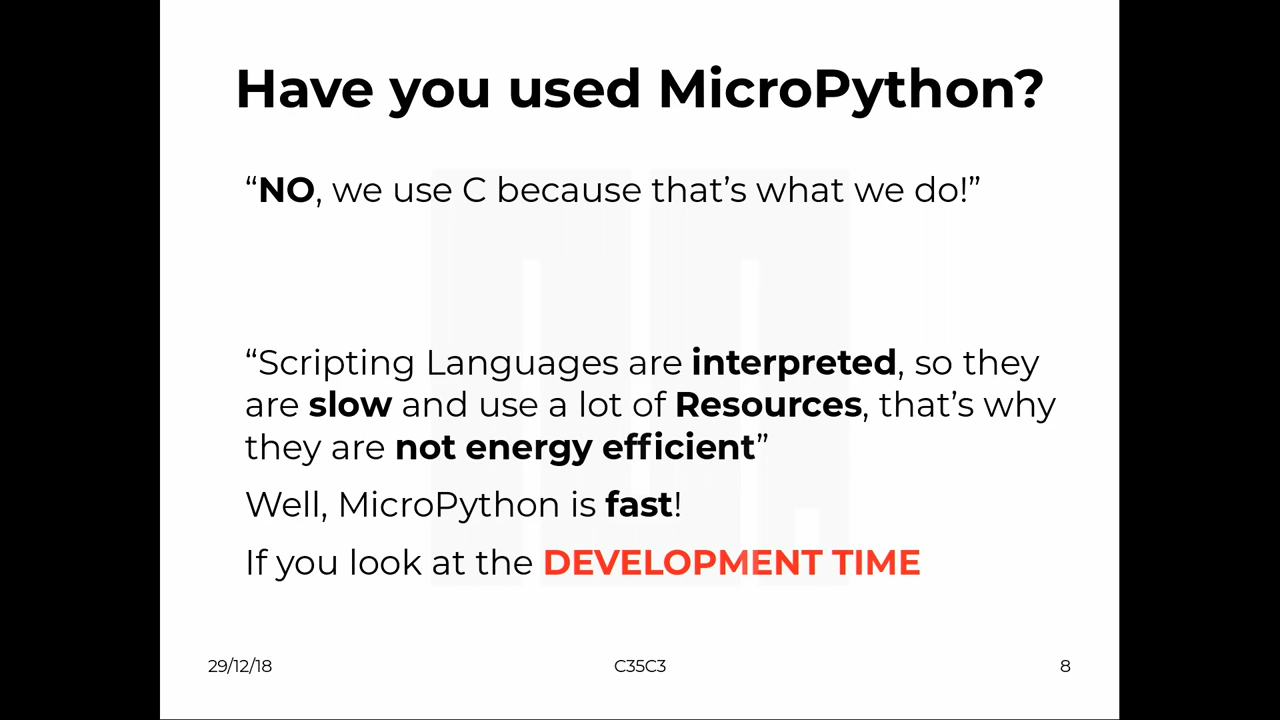 Have you used MicroPython?
“NO, we use C because that’s what we do!”
“Scripting Languages are interpreted, so they
are slow and use a lot of Resources, that’s why
they are not energy efficient”
Well, MicroPython is fast!
If you look at the DEVELOPMENT TIME
29/12/18
C35C3
8